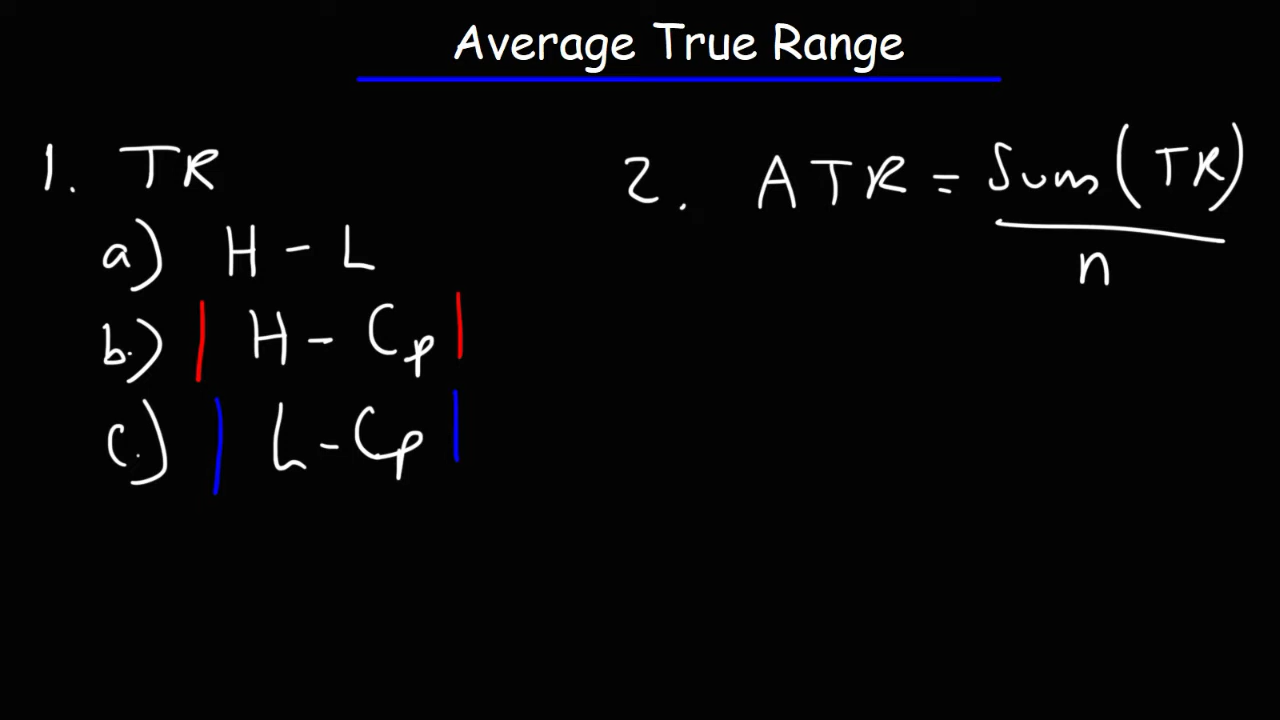 Average True Range
1. TR
a) H - L
b.) | H - Cp |
c.) | L - Cp |
2. ATR = Sum (TR)
n